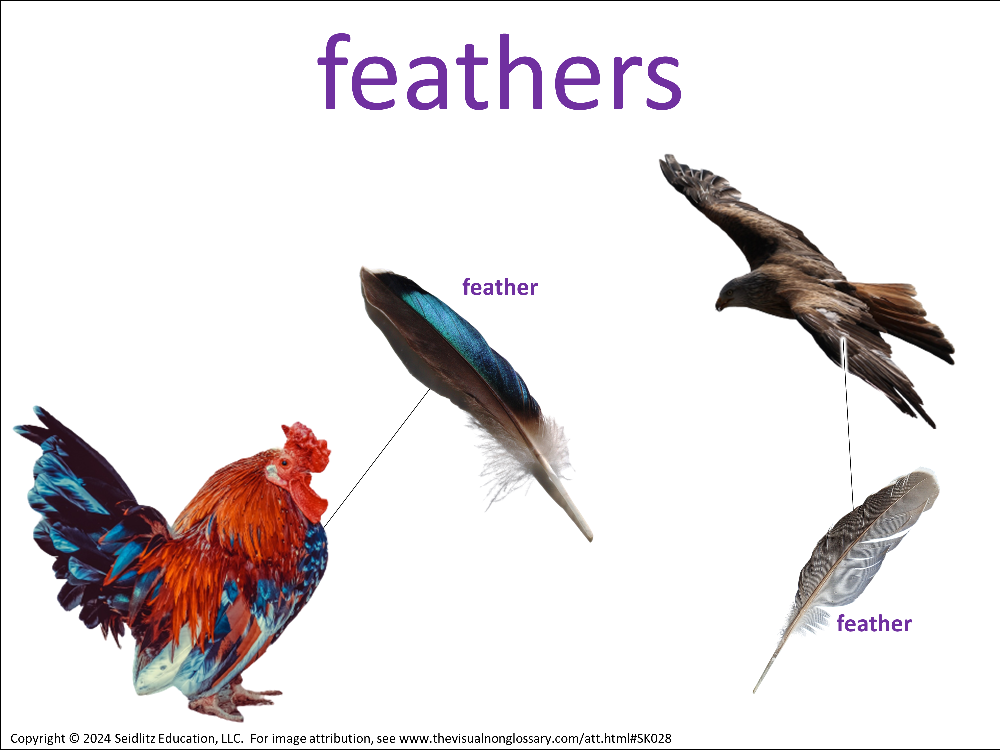 feathers
feather
feather
Copyright © 2024 Seidlitz Education, LLC.  For image attribution, see www.thevisualnonglossary.com/att.html#SK028